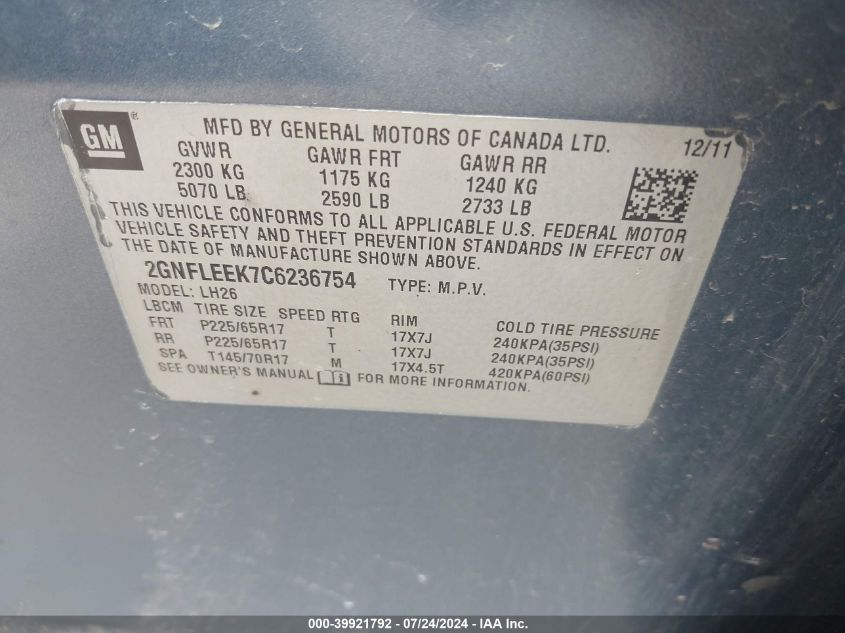 GM ® MFD BY GENERAL MOTORS OF CANADA LTD. 12/11
GVWR GAWR FRT GAWR RR
2300 KG 1175 KG 1240 KG
5070 LB 2590 LB 2733 LB
THIS VEHICLE CONFORMS TO ALL APPLICABLE U.S. FEDERAL MOTOR
VEHICLE SAFETY AND THEFT PREVENTION STANDARDS IN EFFECT ON
THE DATE OF MANUFACTURE SHOWN ABOVE.
2GNFLEEK7C6236754 TYPE: M.P.V.
MODEL: LH26
LBCM TIRE SIZE SPEED RTG RIM COLD TIRE PRESSURE
FRT P225/65R17 T 17X7J 240KPA(35PSI)
RR P225/65R17 T 17X7J 240KPA(35PSI)
SPA T145/70R17 M 17X4.5T 420KPA(60PSI)
SEE OWNER'S MANUAL FOR MORE INFORMATION.
000-39921792 / 07/24/2024 - IAA Inc.